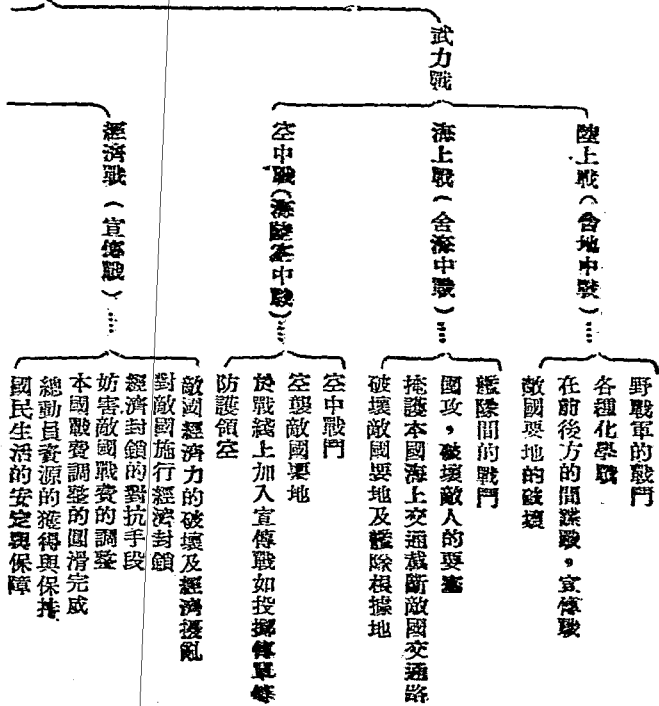 武力戰
陸上戰(含地中戰)
野戰軍的戰鬥
各種化學戰
在前後方的間諜戰，宣傳戰
敵國要地的破壞
海上戰(含海中戰)……
艦隊間的戰鬥
圍攻，破壞敵人的要塞
掩護本國海上交通截斷敵國交通路
破壞敵國要地及艦隊根據地
空中戰(海陸空中戰)……
空中戰鬥
空襲敵國要地
於戰綫上加入宣傳戰如投擲傳單等
防護領空
經濟戰(宣傳戰)……
敵國經濟力的破壞及經濟擾亂
對敵國施行經濟封鎖
經濟封鎖的對抗手段
妨害敵國戰費的調整
本國戰費調整的圓滑完成
總動員資源的獲得與保持
國民生活的安定與保障